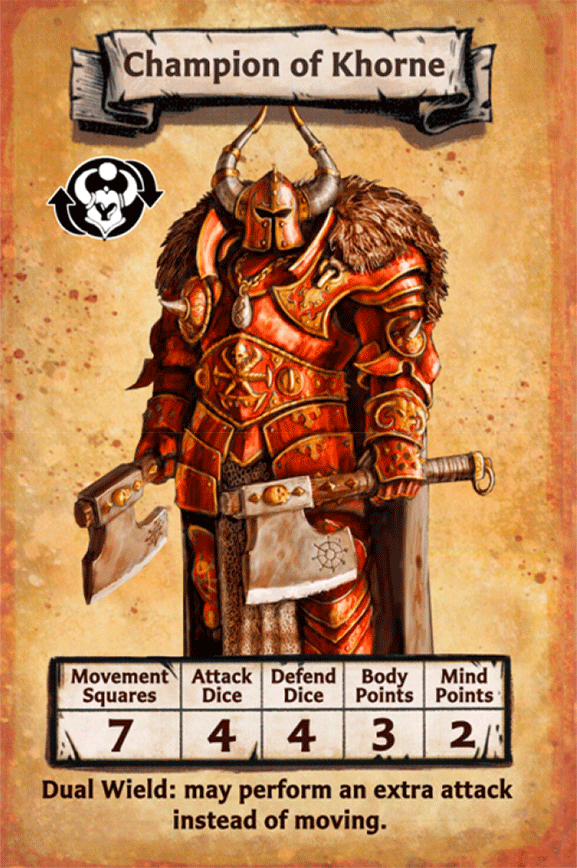 Champion of Khorne
Movement Squares Attack Dice Defend Dice Body Points Mind Points
7 4 4 3 2
Dual Wield: may perform an extra attack
instead of moving.